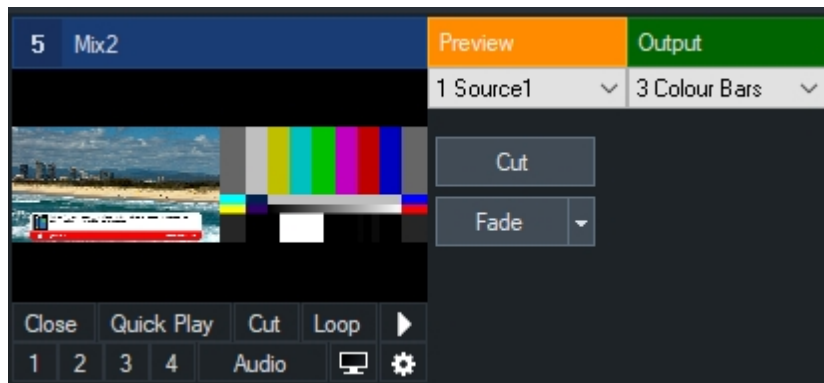 5 Mix2 Preview Output
1 Source1 3 Colour Bars
Cut
Fade
Close Quick Play Cut Loop
1 2 3 4 Audio